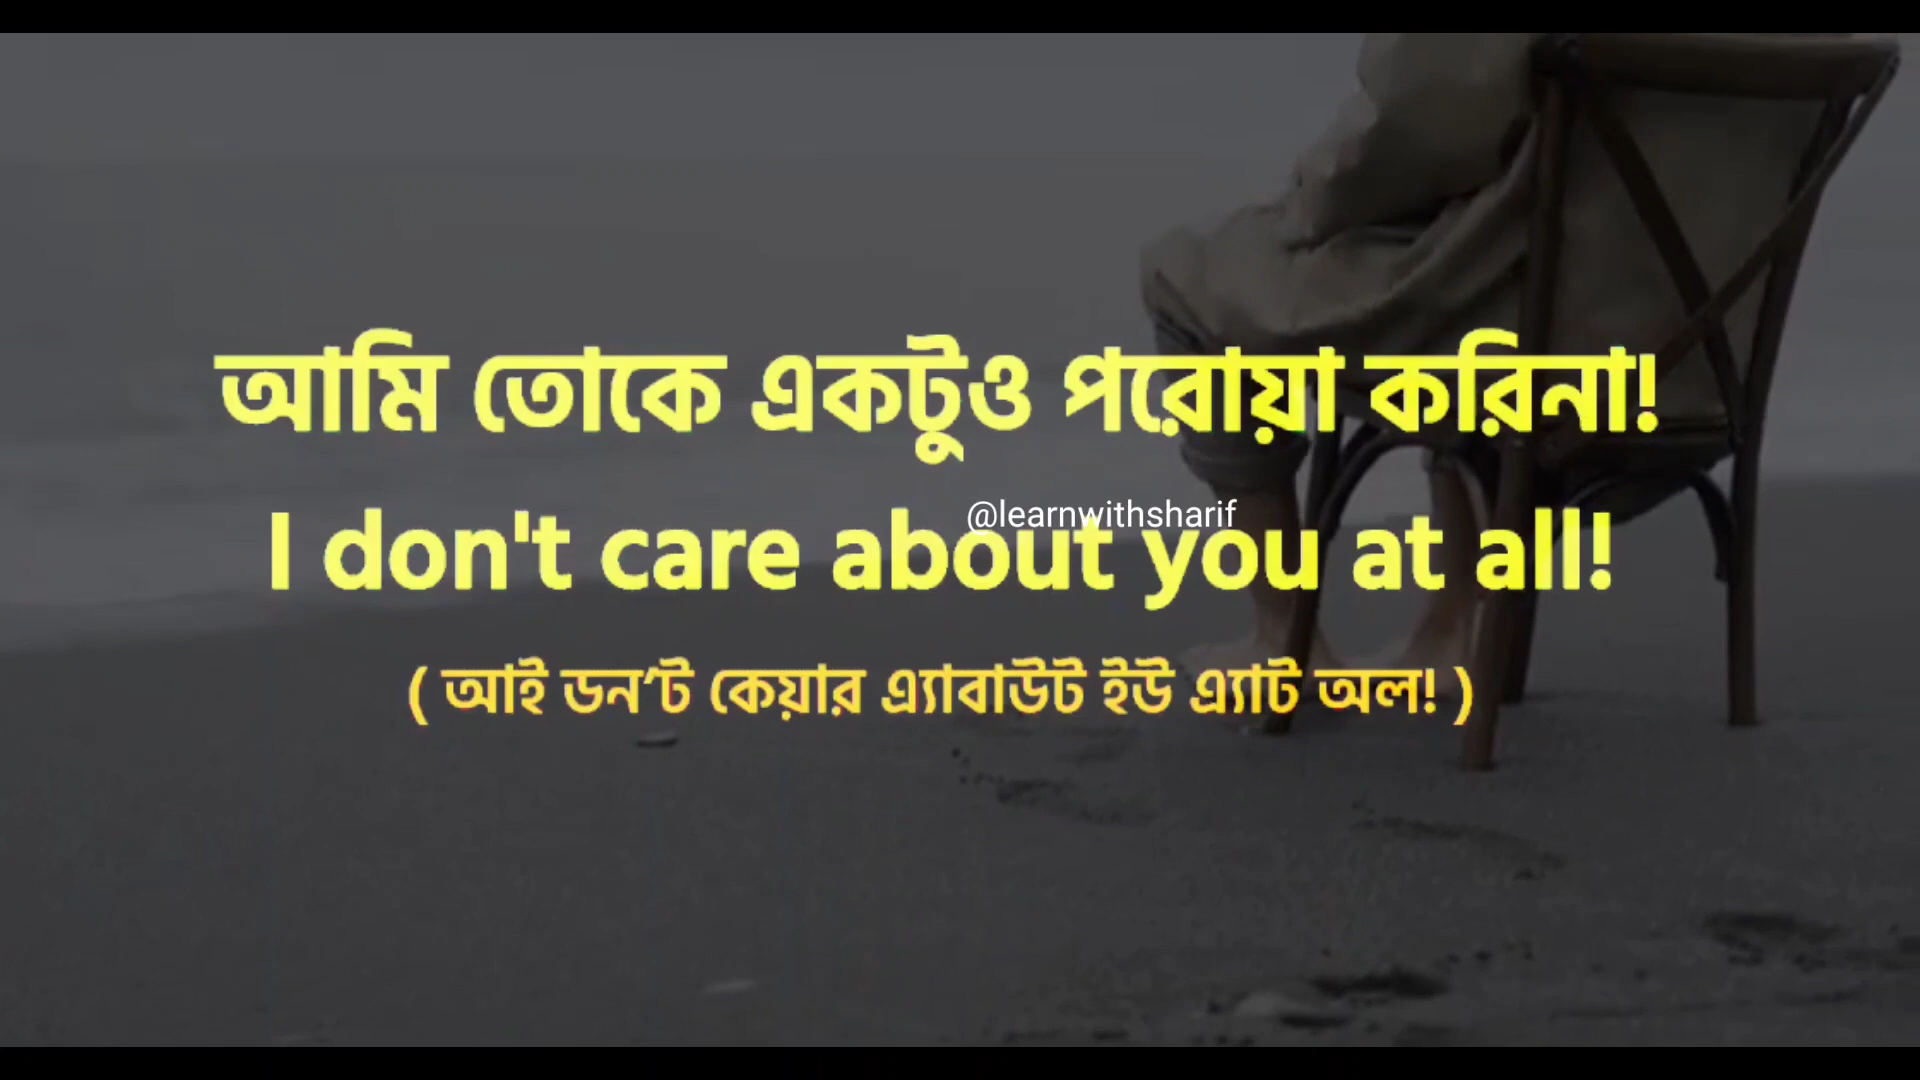 আমি তোকে একটুও পরোয়া করিনা!
@learnwithsharif
I don't care about you at all!
( আই ডন’ট কেয়ার এ্যাবাউট ইউ এ্যাট অল! )